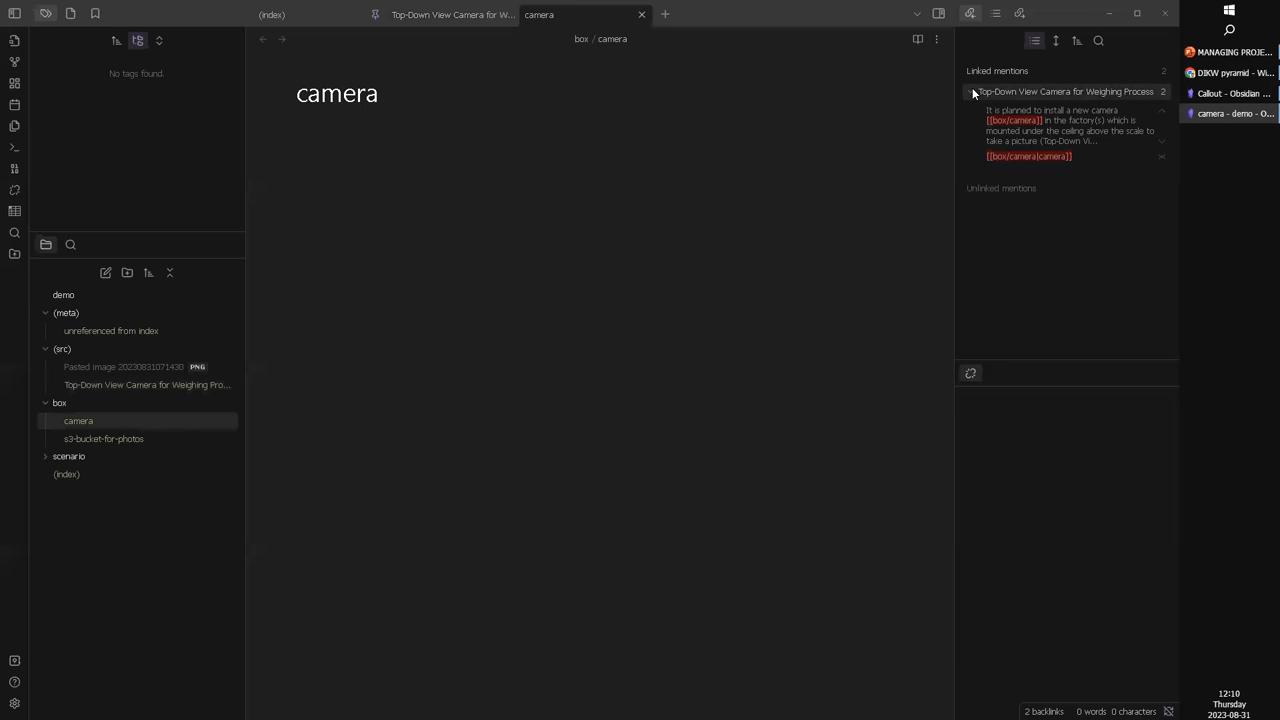 (index)
Top-Down View Camera for W...
camera
box / camera
No tags found.
camera
demo
(meta)
unreferenced from index
(src)
Pasted image 20230831071430 PNG
Top-Down View Camera for Weighing Pro...
box
camera
s3-bucket-for-photos
scenario
(index)
Linked mentions 2
Top-Down View Camera for Weighing Process 2
It is planned to install a new camera
[[box/camera]] in the factory(s) which is
mounted under the ceiling above the scale to
take a picture (Top-Down Vi...
[[box/camera|camera]]
Unlinked mentions
2 backlinks 0 words 0 characters
MANAGING PROJE...
DIKW pyramid - Wi...
Callout - Obsidian ...
camera - demo - O...
12:10
Thursday
2023-08-31